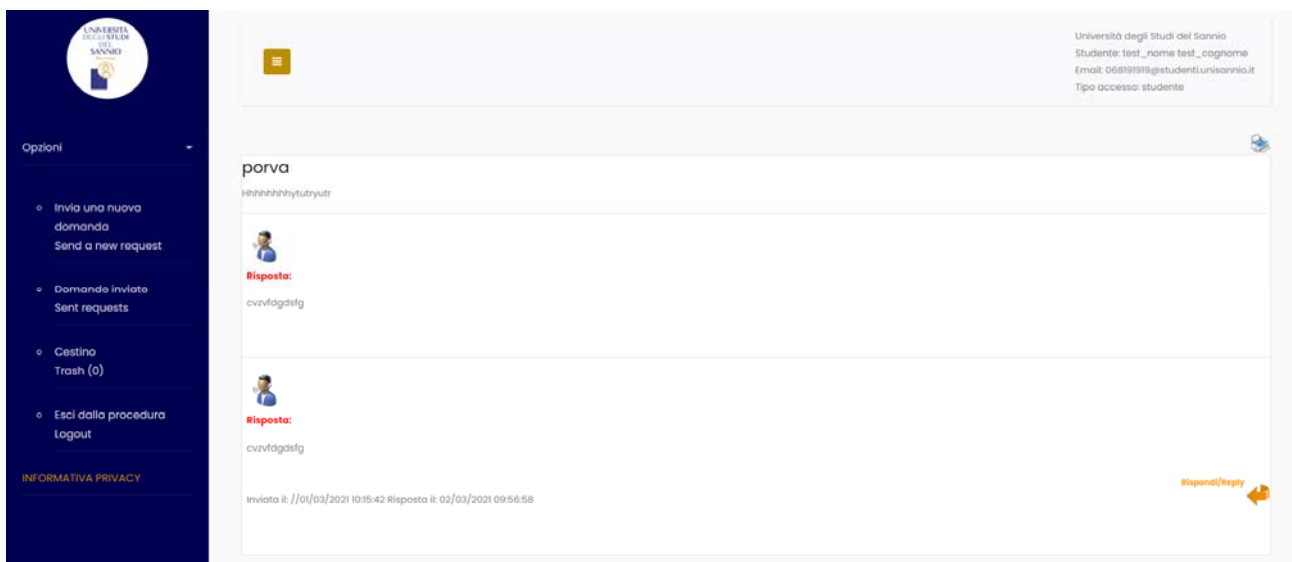 UNIVERSITÀ
DEGLI STUDI
DEL
SANNIO
Università degli Studi del Sannio
Studente: test_nome test_cognome
Email: 068191919@studenti.unisannio.it
Tipo accesso: studente
Opzioni
Invia una nuova
domanda
Send a new request
Domande inviate
Sent requests
Cestino
Trash (0)
Esci dalla procedura
Logout
INFORMATIVA PRIVACY
porva
Hhhhhhhhytutryutr
Risposta:
cvzvfdgdsfg
Risposta:
cvzvfdgdsfg
Rispondi/Reply
Inviata il: //01/03/2021 10:15:42 Risposta il: 02/03/2021 09:56:58